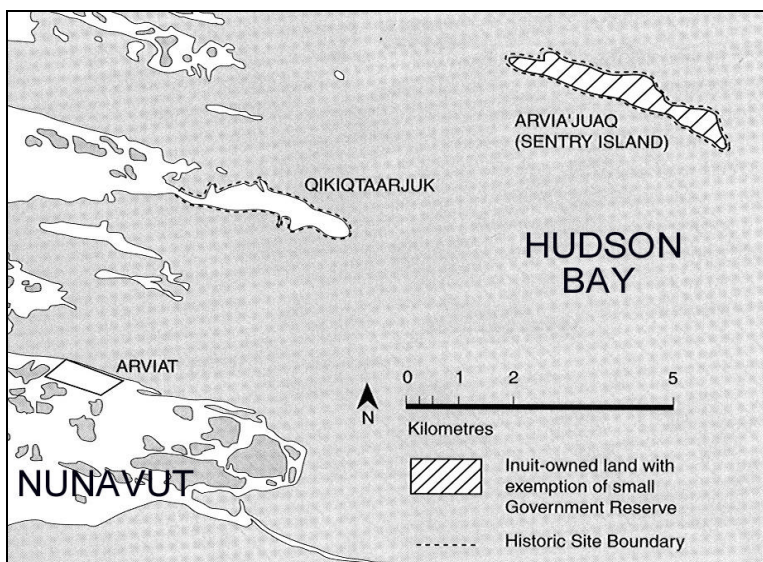 ARVIA'JUAQ
(SENTRY ISLAND)
QIKIQTAARJUK
HUDSON
BAY
ARVIAT
NUNAVUT
N
0 1 2 5
Kilometres
Inuit-owned land with
exemption of small
Government Reserve
Historic Site Boundary